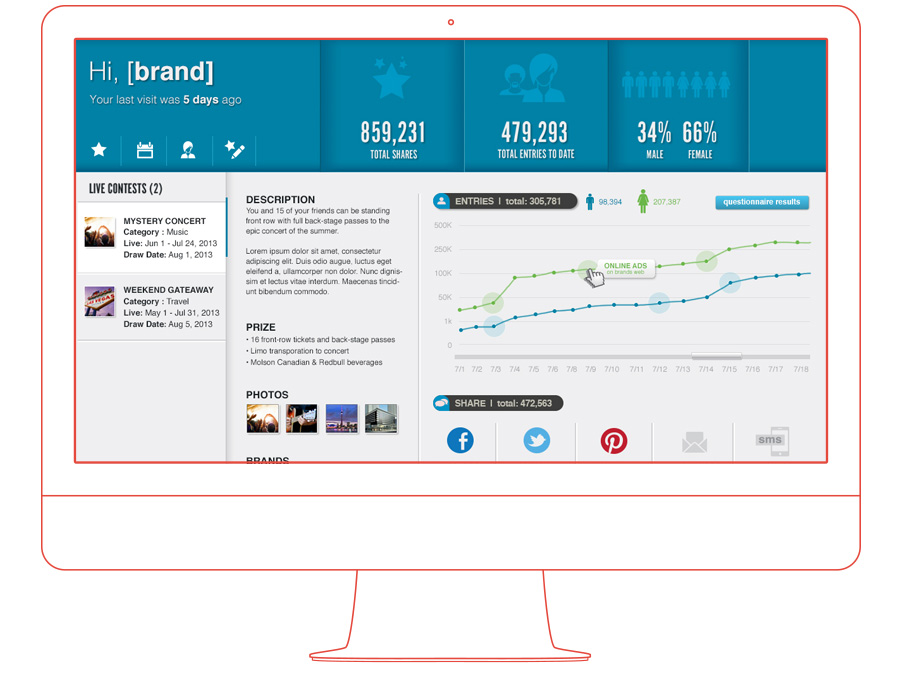 Hi, [brand]
Your last visit was 5 days ago
859,231
TOTAL SHARES
479,293
TOTAL ENTRIES TO DATE
34% 66%
MALE FEMALE
LIVE CONTESTS (2)
MYSTERY CONCERT
Category : Music
Live: Jun 1 - Jul 24, 2013
Draw Date: Aug 1, 2013
WEEKEND GATEAWAY
Category : Travel
Live: May 1 - Jul 31, 2013
Draw Date: Aug 5, 2013
DESCRIPTION
You and 15 of your friends can be standing
front row with full back-stage passes to the
epic concert of the summer.
Lorem ipsum dolor sit amet, consectetur
adipiscing elit. Duis odio augue, luctus eget
eleifend a, ullamcorper non dolor. Nunc dignis-
sim et lectus vitae interdum. Maecenas tincid-
unt bibendum commodo.
PRIZE
• 16 front-row tickets and back-stage passes
• Limo transporation to concert
• Molson Canadian & Redbull beverages
PHOTOS
BRANDS
ENTRIES | total: 305,781
98,394
207,387
questionnaire results
500K
250K
100K
50K
1k
0
ONLINE ADS
on brands web
7/1 7/2 7/3 7/4 7/5 7/6 7/8 7/9 7/10 7/11 7/12 7/13 7/14 7/15 7/16 7/17 7/18
SHARE | total: 472,563
sms